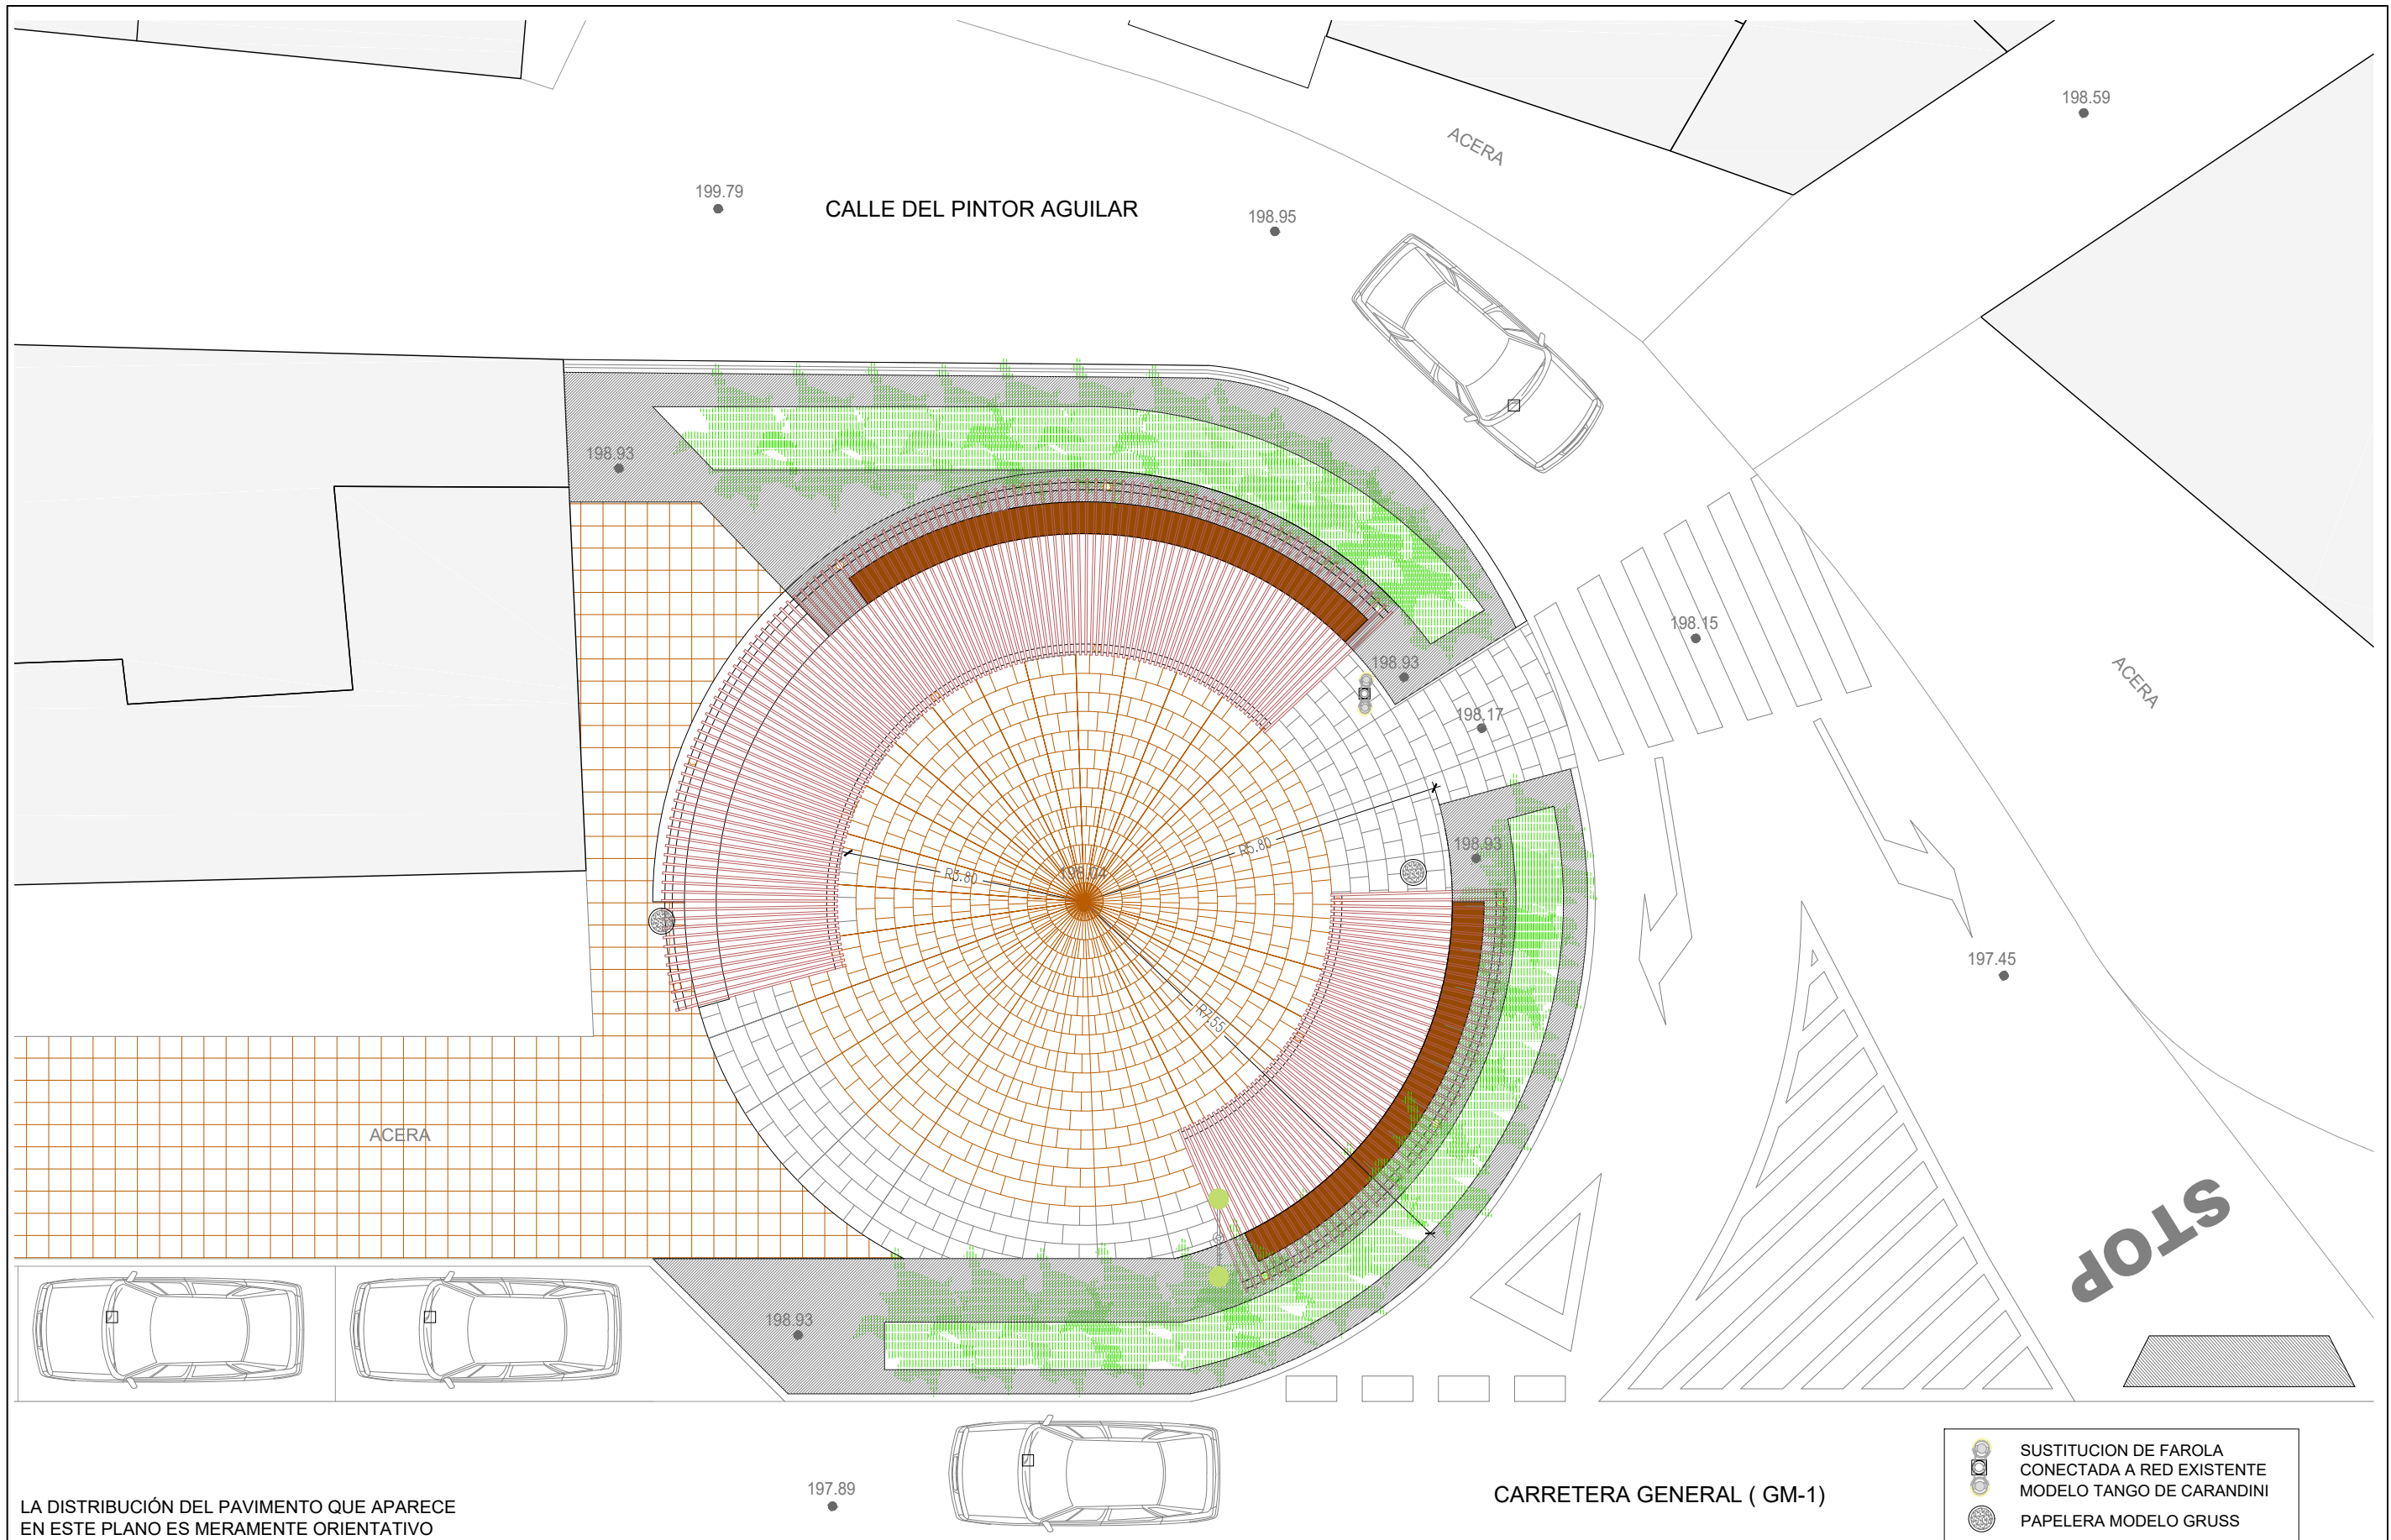 198.59
ACERA
199.79
CALLE DEL PINTOR AGUILAR
198.95
198.93
198.15
198.93
ACERA
198.17
R5.80
198.93
R3.80
198.04
197.45
R7.55
ACERA
STOP
198.93
197.89
CARRETERA GENERAL ( GM-1)
SUSTITUCION DE FAROLA
CONECTADA A RED EXISTENTE
MODELO TANGO DE CARANDINI
PAPELERA MODELO GRUSS
LA DISTRIBUCIÓN DEL PAVIMENTO QUE APARECE
EN ESTE PLANO ES MERAMENTE ORIENTATIVO